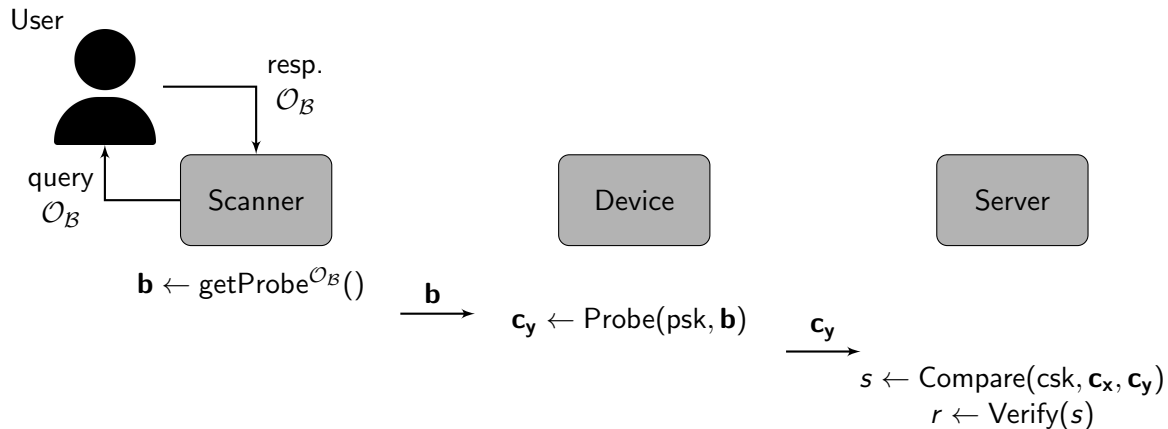 User
resp.
𝒪_ℬ
query
𝒪_ℬ
Scanner
Device
Server
𝐛 ← getProbe^{𝒪_ℬ}()
𝐛
𝐜_𝐲 ← Probe(psk, 𝐛)
𝐜_𝐲
s ← Compare(csk, 𝐜_𝐱, 𝐜_𝐲)
r ← Verify(s)